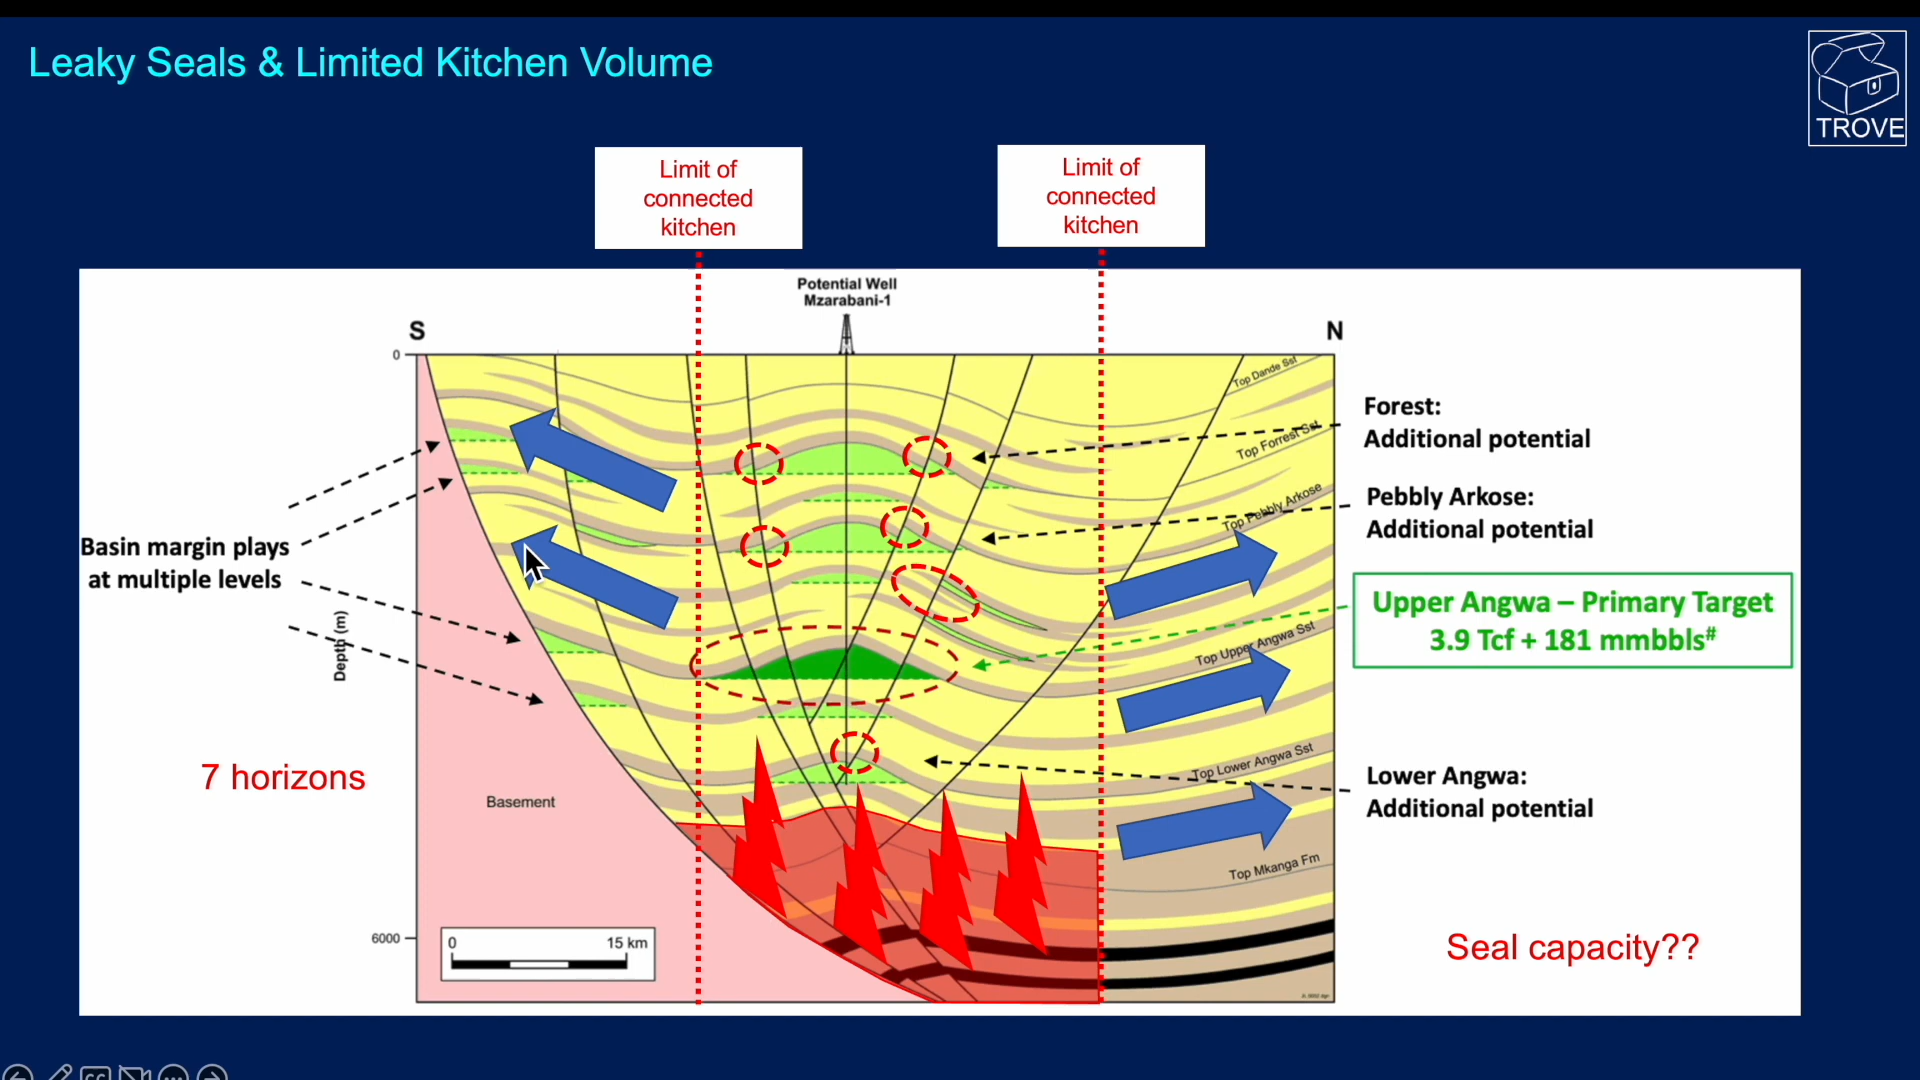 Leaky Seals & Limited Kitchen Volume
TROVE
Limit of
connected
kitchen
Limit of
connected
kitchen
Potential Well
Mzarabani-1
S
N
0
Top Dande Sst
Top Forrest Sst
Top Pebbly Arkose
Top Upper Angwa Sst
Top Lower Angwa Sst
Top Mkanga Fm
Forest:
Additional potential
Pebbly Arkose:
Additional potential
Upper Angwa – Primary Target
3.9 Tcf + 181 mmbbls#
Lower Angwa:
Additional potential
Basin margin plays
at multiple levels
Depth (m)
7 horizons
Basement
6000
0 15 km
Seal capacity??
CC